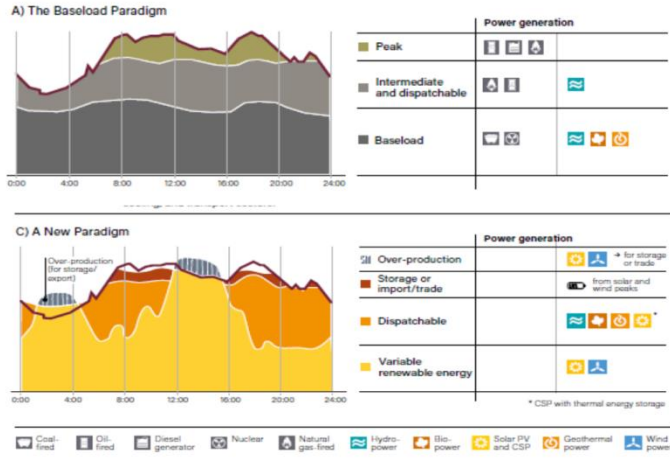 A) The Baseload Paradigm
0:00 4:00 8:00 12:00 16:00 20:00 24:00
Power generation
Peak
Intermediate
and dispatchable
Baseload
C) A New Paradigm
Over-production
(for storage/
export)
0:00 4:00 8:00 12:00 16:00 20:00 24:00
Power generation
Over-production
→ for storage
or trade
Storage or
import/trade
from solar and
wind peaks
Dispatchable
*
Variable
renewable energy
* CSP with thermal energy storage
Coal-
fired
Oil-
fired
Diesel
generator
Nuclear
Natural
gas-fired
Hydro-
power
Bio-
power
Solar PV
and CSP
Geothermal
power
Wind
power